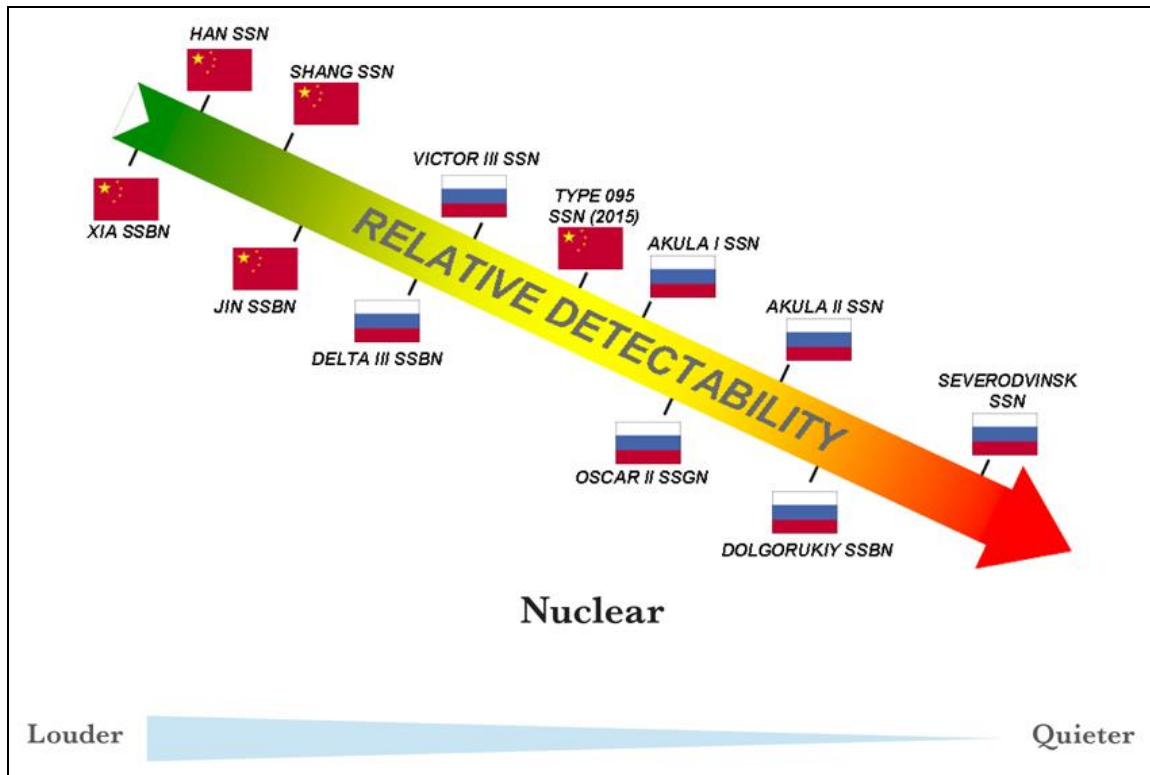 HAN SSN
SHANG SSN
XIA SSBN
VICTOR III SSN
TYPE 095
SSN (2015)
JIN SSBN
AKULA I SSN
DELTA III SSBN
RELATIVE DETECTABILITY
AKULA II SSN
SEVERODVINSK
SSN
OSCAR II SSGN
DOLGORUKIY SSBN
Nuclear
Louder
Quieter